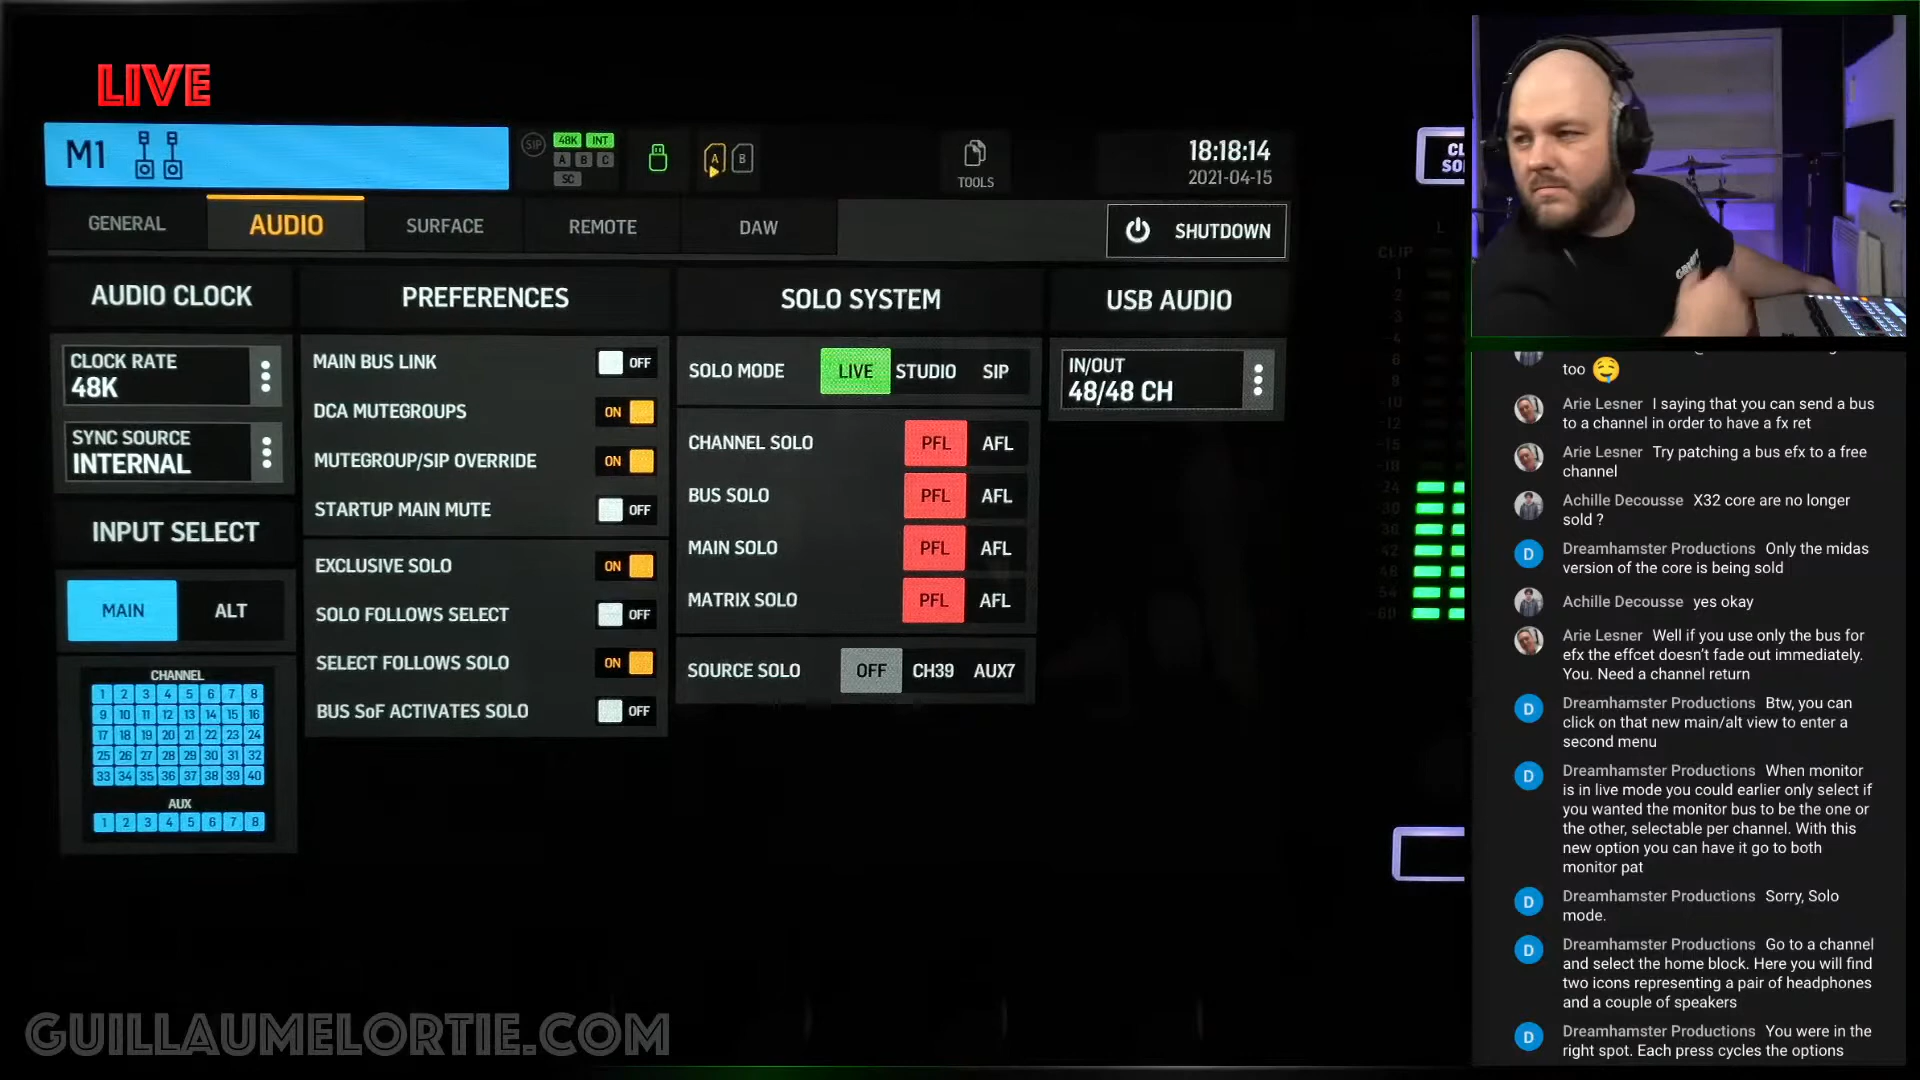 LIVE
M1
SIP
48K INT
A B C
SC
A B
TOOLS
18:18:14
2021-04-15
GENERAL
AUDIO
SURFACE
REMOTE
DAW
SHUTDOWN
AUDIO CLOCK
CLOCK RATE
48K
SYNC SOURCE
INTERNAL
INPUT SELECT
MAIN
ALT
CHANNEL
1 2 3 4 5 6 7 8
9 10 11 12 13 14 15 16
17 18 19 20 21 22 23 24
25 26 27 28 29 30 31 32
33 34 35 36 37 38 39 40
AUX
1 2 3 4 5 6 7 8
PREFERENCES
MAIN BUS LINK OFF
DCA MUTEGROUPS ON
MUTEGROUP/SIP OVERRIDE ON
STARTUP MAIN MUTE OFF
EXCLUSIVE SOLO ON
SOLO FOLLOWS SELECT OFF
SELECT FOLLOWS SOLO ON
BUS SoF ACTIVATES SOLO OFF
SOLO SYSTEM
SOLO MODE LIVE STUDIO SIP
CHANNEL SOLO PFL AFL
BUS SOLO PFL AFL
MAIN SOLO PFL AFL
MATRIX SOLO PFL AFL
SOURCE SOLO OFF CH39 AUX7
USB AUDIO
IN/OUT
48/48 CH
L
CLIP
too 🤤
Arie Lesner I saying that you can send a bus
to a channel in order to have a fx ret
Arie Lesner Try patching a bus efx to a free
channel
Achille Decousse X32 core are no longer
sold ?
D Dreamhamster Productions Only the midas
version of the core is being sold
Achille Decousse yes okay
Arie Lesner Well if you use only the bus for
efx the effcet doesn't fade out immediately.
You. Need a channel return
D Dreamhamster Productions Btw, you can
click on that new main/alt view to enter a
second menu
D Dreamhamster Productions When monitor
is in live mode you could earlier only select if
you wanted the monitor bus to be the one or
the other, selectable per channel. With this
new option you can have it go to both
monitor pat
D Dreamhamster Productions Sorry, Solo
mode.
D Dreamhamster Productions Go to a channel
and select the home block. Here you will find
two icons representing a pair of headphones
and a couple of speakers
D Dreamhamster Productions You were in the
right spot. Each press cycles the options
GUILLAUMELORTIE.COM